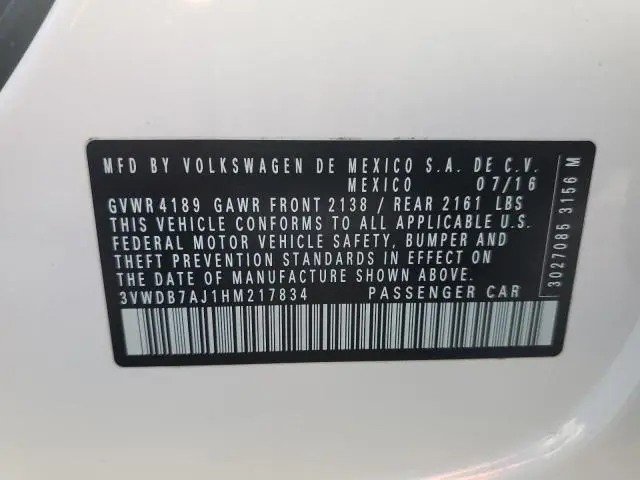 MFD BY VOLKSWAGEN DE MEXICO S.A. DE C.V.
MEXICO 07/16
GVWR 4189 GAWR FRONT 2138 / REAR 2161 LBS
THIS VEHICLE CONFORMS TO ALL APPLICABLE U.S.
FEDERAL MOTOR VEHICLE SAFETY, BUMPER AND
THEFT PREVENTION STANDARDS IN EFFECT ON
THE DATE OF MANUFACTURE SHOWN ABOVE.
3VWDB7AJ1HM217834 PASSENGER CAR
3027085 3156 M